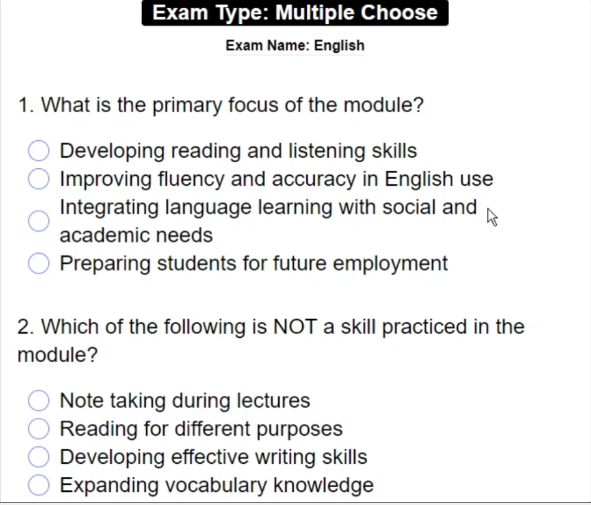 Exam Type: Multiple Choose
Exam Name: English
1. What is the primary focus of the module?
Developing reading and listening skills
Improving fluency and accuracy in English use
Integrating language learning with social and
academic needs
Preparing students for future employment
2. Which of the following is NOT a skill practiced in the
module?
Note taking during lectures
Reading for different purposes
Developing effective writing skills
Expanding vocabulary knowledge